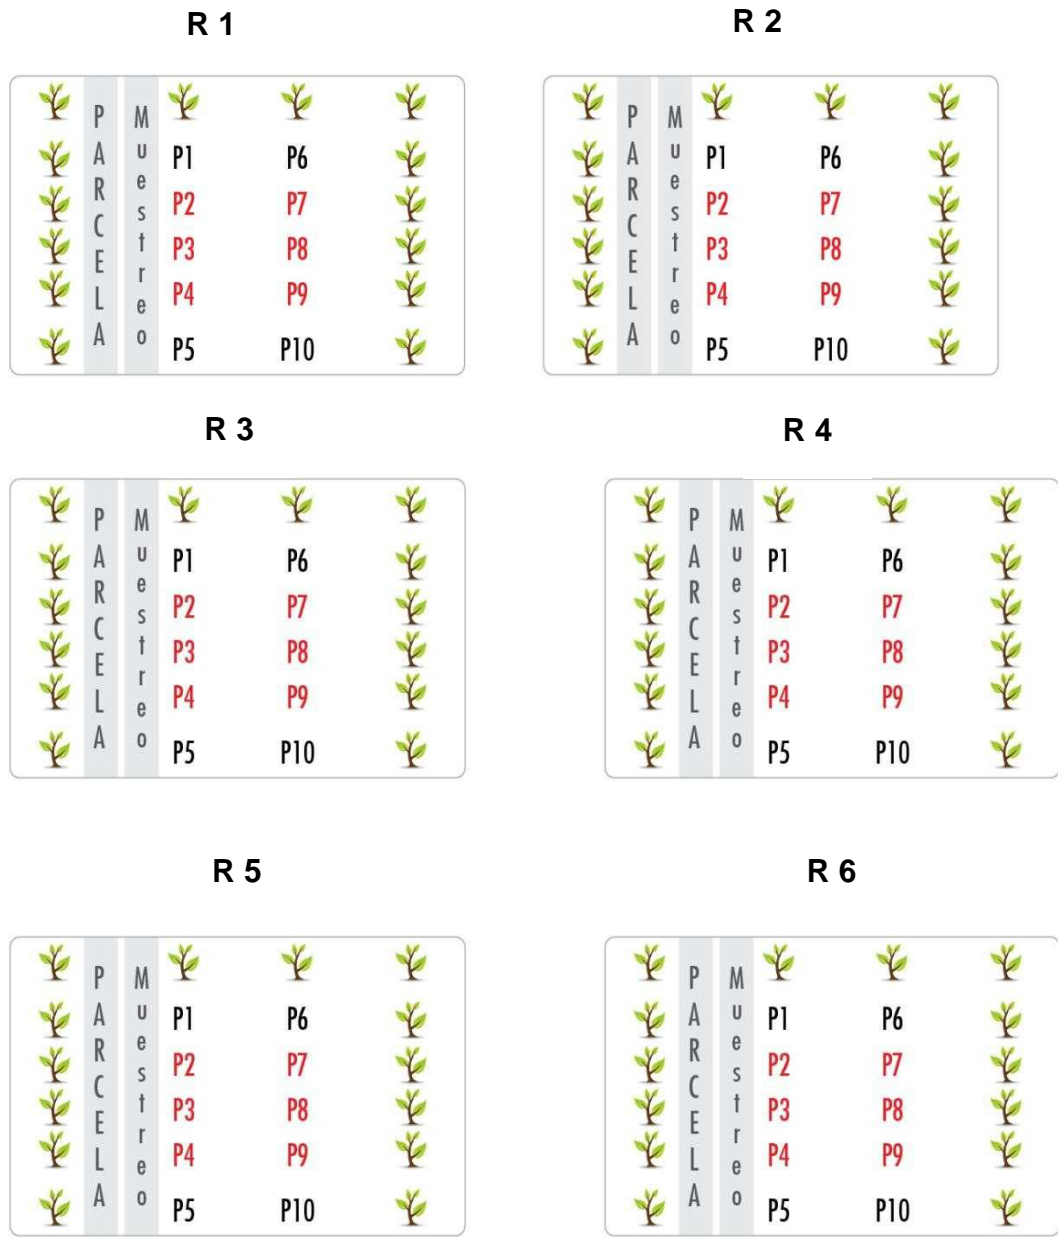 R 1
R 2
PARCELA
Muestreo
P1 P6
P2 P7
P3 P8
P4 P9
P5 P10
PARCELA
Muestreo
P1 P6
P2 P7
P3 P8
P4 P9
P5 P10
R 3
R 4
PARCELA
Muestreo
P1 P6
P2 P7
P3 P8
P4 P9
P5 P10
PARCELA
Muestreo
P1 P6
P2 P7
P3 P8
P4 P9
P5 P10
R 5
R 6
PARCELA
Muestreo
P1 P6
P2 P7
P3 P8
P4 P9
P5 P10
PARCELA
Muestreo
P1 P6
P2 P7
P3 P8
P4 P9
P5 P10